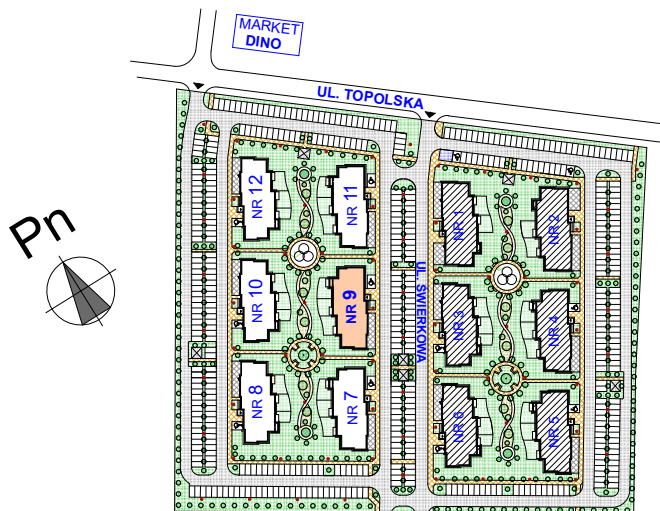 MARKET
DINO
UL. TOPOLSKA
Pn
NR 12
NR 11
NR 1
NR 2
NR 10
NR 9
UL. ŚWIERKOWA
NR 3
NR 4
NR 8
NR 7
NR 6
NR 5